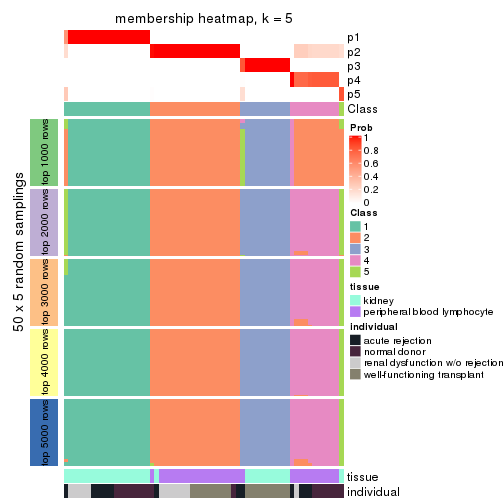 membership heatmap, k = 5
p1
p2
p3
p4
p5
Class
50 x 5 random samplings
top 1000 rows
top 2000 rows
top 3000 rows
top 4000 rows
top 5000 rows
Prob
1
0.8
0.6
0.4
0.2
0
Class
1
2
3
4
5
tissue
kidney
peripheral blood lymphocyte
individual
acute rejection
normal donor
renal dysfunction w/o rejection
well-functioning transplant
tissue
individual